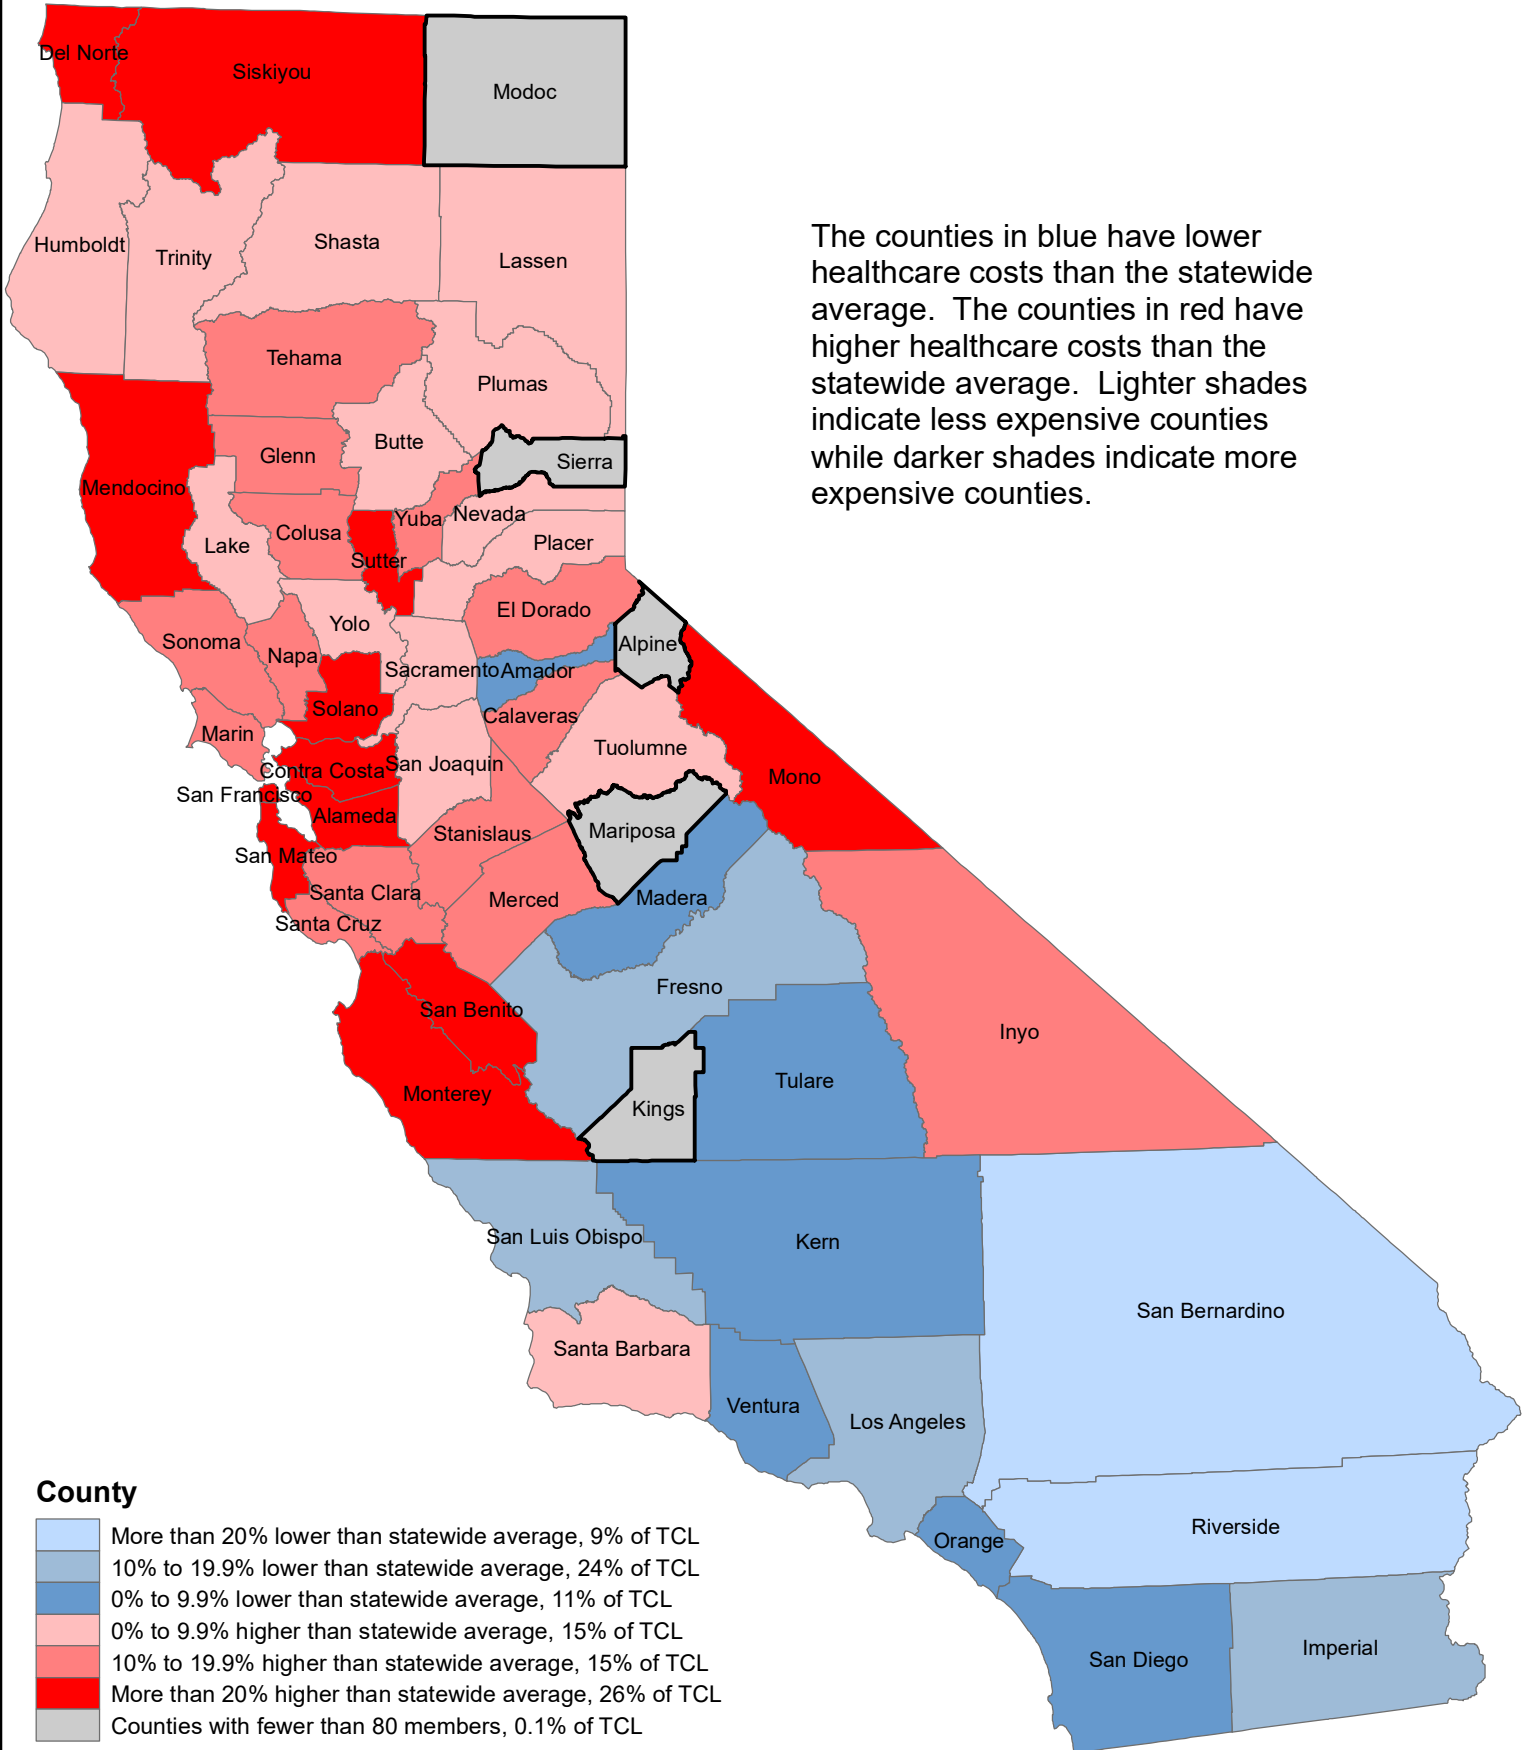 Del Norte
Siskiyou
Modoc
Humboldt
Trinity
Shasta
Lassen
The counties in blue have lower
healthcare costs than the statewide
average.  The counties in red have
higher healthcare costs than the
statewide average.  Lighter shades
indicate less expensive counties
while darker shades indicate more
expensive counties.
Tehama
Plumas
Butte
Glenn
Sierra
Mendocino
Nevada
Yuba
Colusa
Placer
Lake
Sutter
El Dorado
Yolo
Sonoma
Alpine
Napa
Sacramento
Amador
Solano
Calaveras
Marin
Tuolumne
San Joaquin
Contra Costa
Mono
San Francisco
Alameda
Mariposa
Stanislaus
San Mateo
Santa Clara
Madera
Merced
Santa Cruz
Fresno
San Benito
Inyo
Tulare
Monterey
Kings
San Luis Obispo
Kern
San Bernardino
Santa Barbara
Ventura
Los Angeles
Riverside
Orange
Imperial
San Diego
County
More than 20% lower than statewide average, 9% of TCL
10% to 19.9% lower than statewide average, 24% of TCL
0% to 9.9% lower than statewide average, 11% of TCL
0% to 9.9% higher than statewide average, 15% of TCL
10% to 19.9% higher than statewide average, 15% of TCL
More than 20% higher than statewide average, 26% of TCL
Counties with fewer than 80 members, 0.1% of TCL